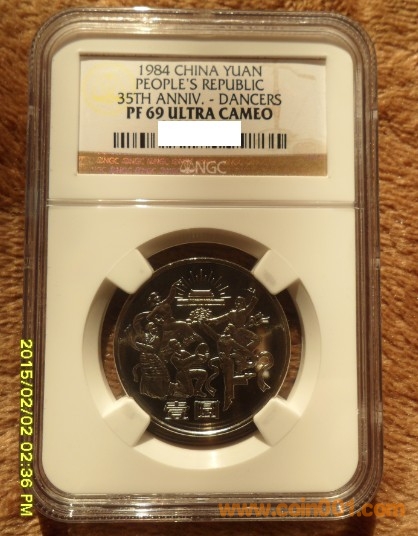 1984 CHINA YUAN
PEOPLE'S REPUBLIC
35TH ANNIV. - DANCERS
PF 69 ULTRA CAMEO
NGC
壹圆
2015/02/02 02:36 PM